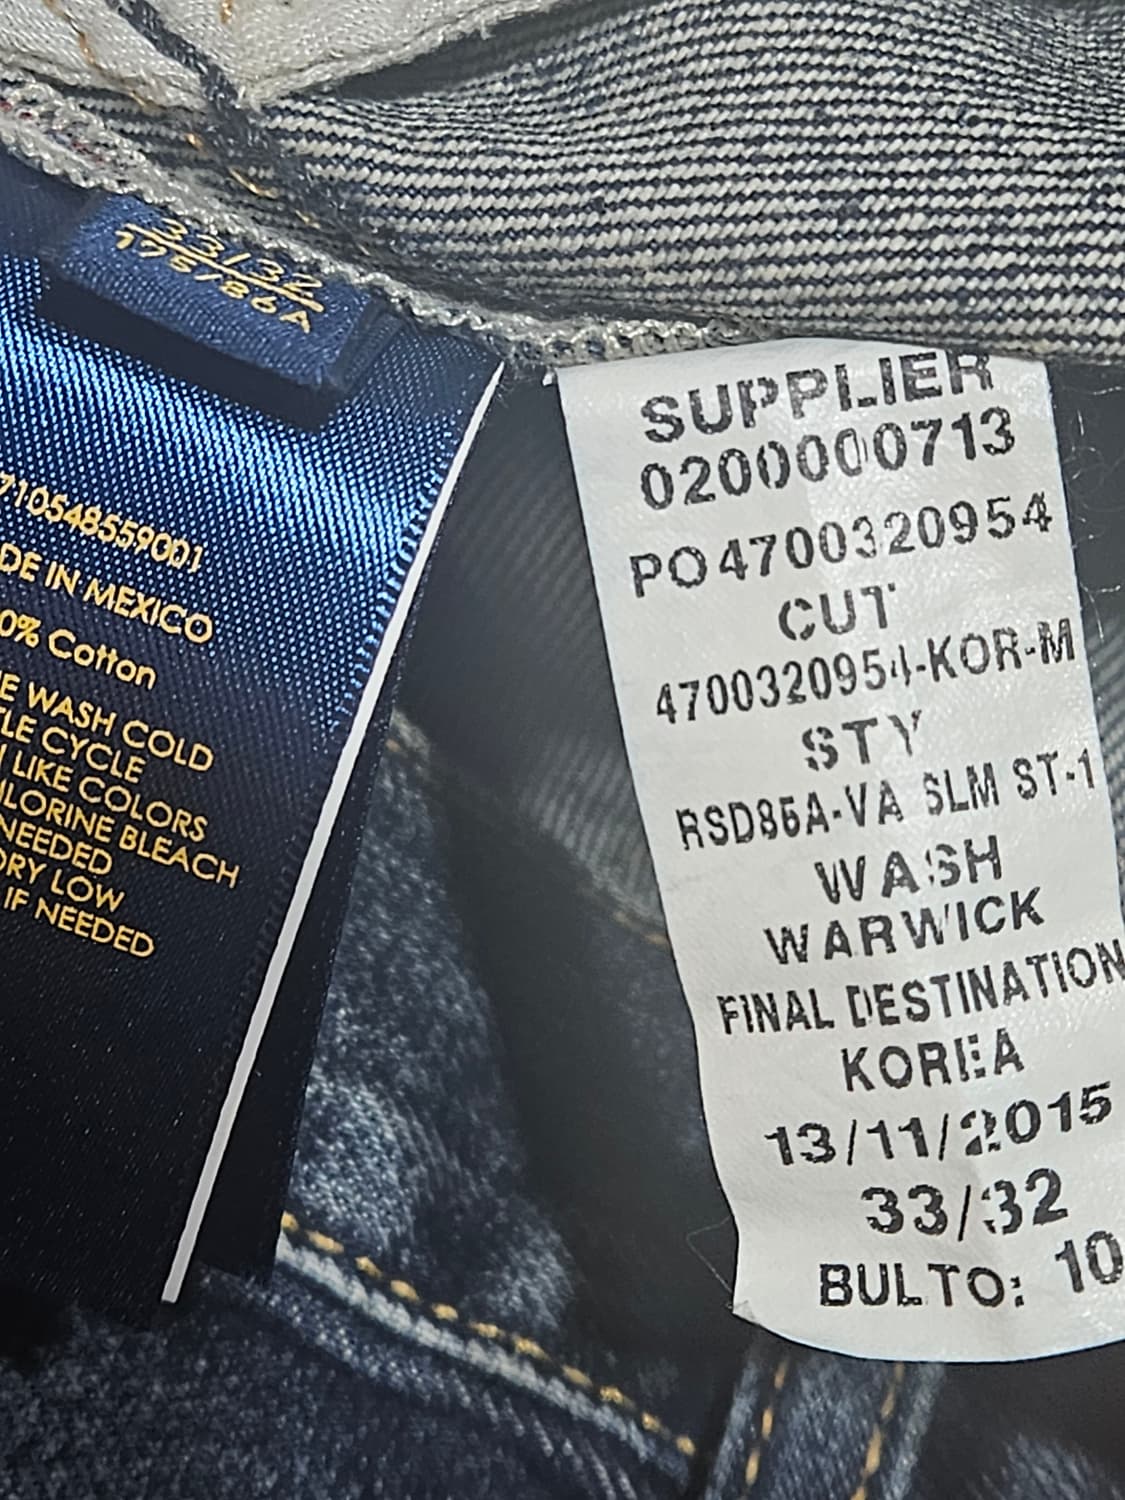 33/32
175/86A
710548559001
DE IN MEXICO
0% Cotton
E WASH COLD
LE CYCLE
LIKE COLORS
LORINE BLEACH
NEEDED
DRY LOW
IF NEEDED
SUPPLIER
0200000713
PO4700320954
CUT
4700320954-KOR-M
STY
RSD86A-VA SLM ST-1
WASH
WARWICK
FINAL DESTINATION
KOREA
13/11/2015
33/32
BULTO: 10